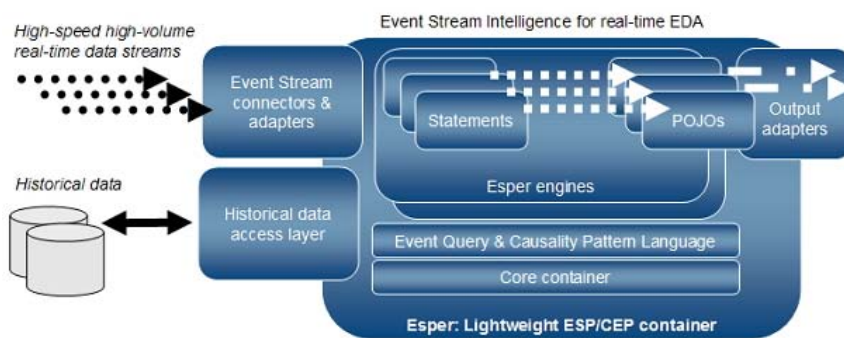 Event Stream Intelligence for real-time EDA
High-speed high-volume
real-time data streams
Event Stream
connectors &
adapters
Statements
POJOs
Output
adapters
Esper engines
Historical data
Historical data
access layer
Event Query & Causality Pattern Language
Core container
Esper: Lightweight ESP/CEP container